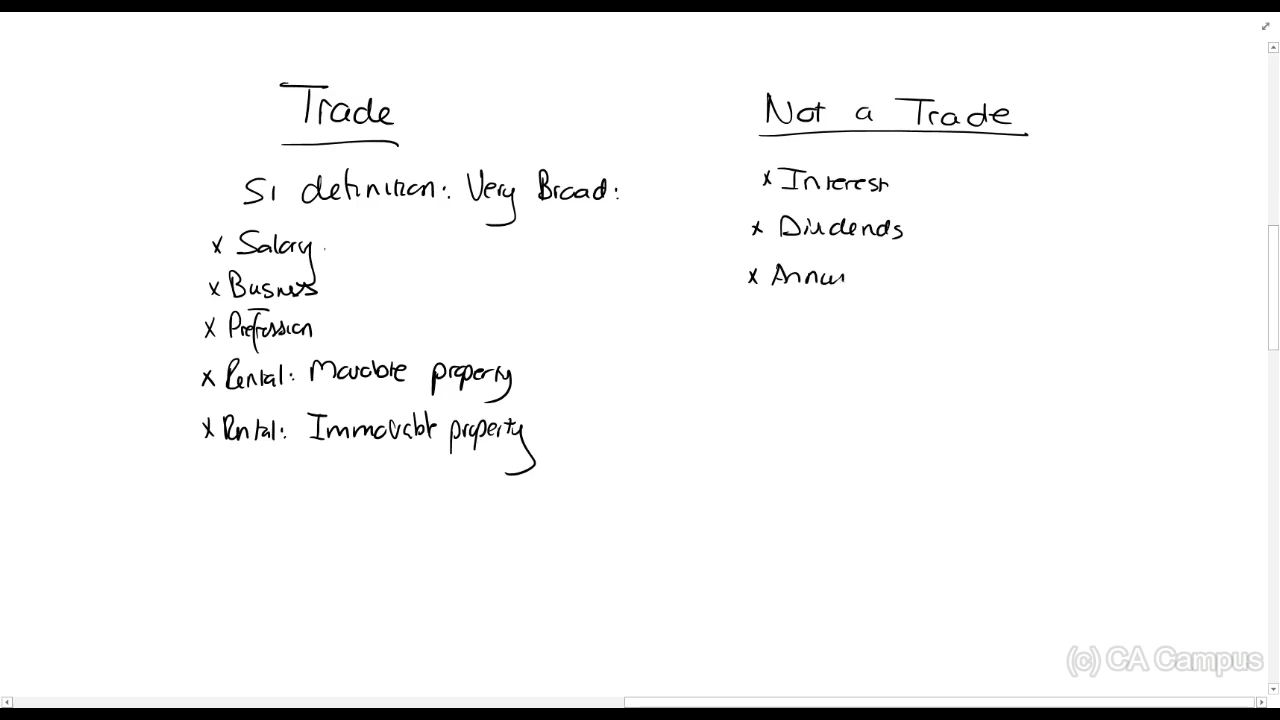 Trade
S1 definition: Very Broad:
x Salary
x Business
x Profession
x Rental: Movable property
x Rental: Immovable property
Not a Trade
x Interest
x Dividends
x Annu
(c) CA Campus